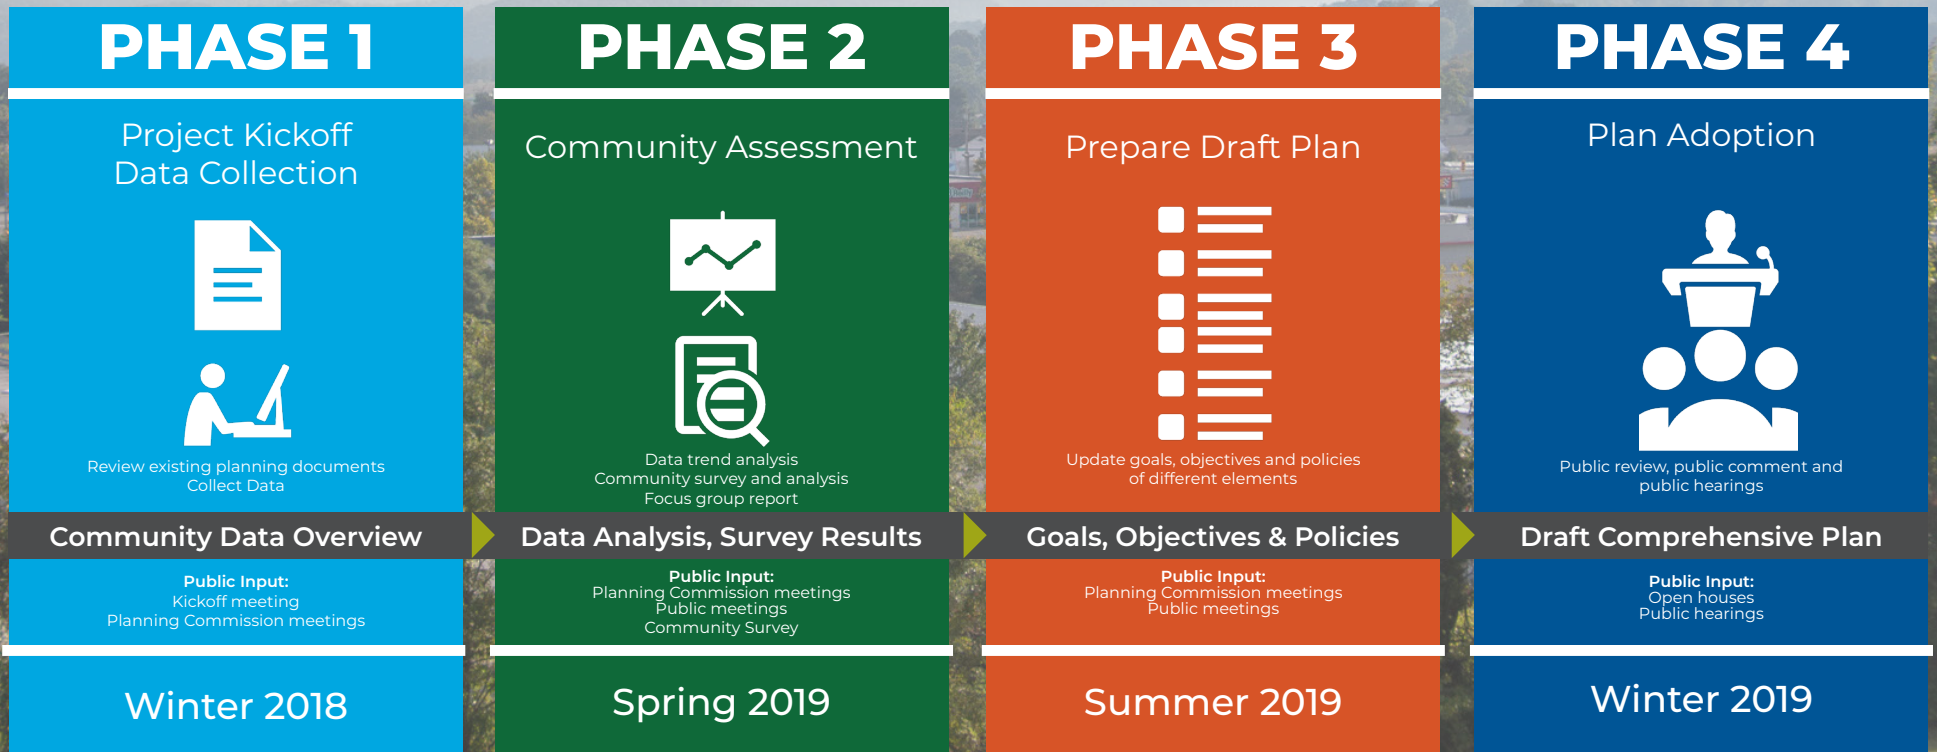 PHASE 1
Project Kickoff
Data Collection
Review existing planning documents
Collect Data
Community Data Overview
Public Input:
Kickoff meeting
Planning Commission meetings
Winter 2018
PHASE 2
Community Assessment
Data trend analysis
Community survey and analysis
Focus group report
Data Analysis, Survey Results
Public Input:
Planning Commission meetings
Public meetings
Community Survey
Spring 2019
PHASE 3
Prepare Draft Plan
Update goals, objectives and policies
of different elements
Goals, Objectives & Policies
Public Input:
Planning Commission meetings
Public meetings
Summer 2019
PHASE 4
Plan Adoption
Public review, public comment and
public hearings
Draft Comprehensive Plan
Public Input:
Open houses
Public hearings
Winter 2019